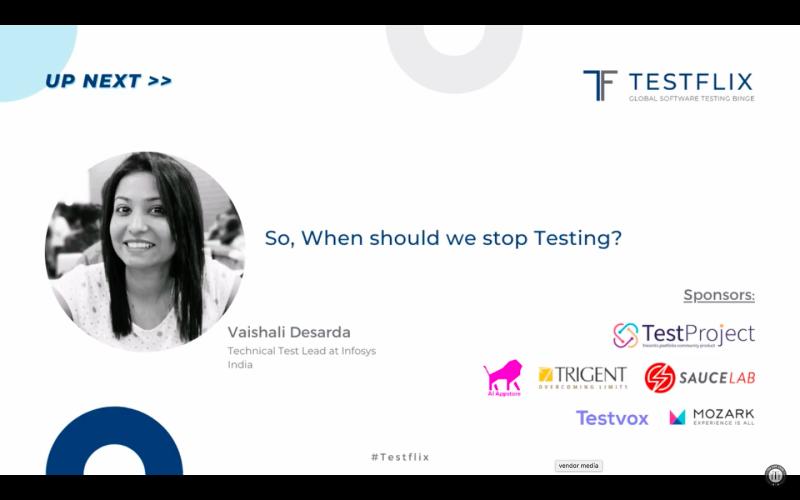 UP NEXT >>
TF TESTFLIX
GLOBAL SOFTWARE TESTING BINGE
So, When should we stop Testing?
Vaishali Desarda
Technical Test Lead at Infosys
India
Sponsors:
TestProject
AI Appstore
TRIGENT
OVERCOMING LIMITS
SAUCELAB
Testvox
MOZARK
EXPERIENCE IS ALL
#Testflix
vendor media